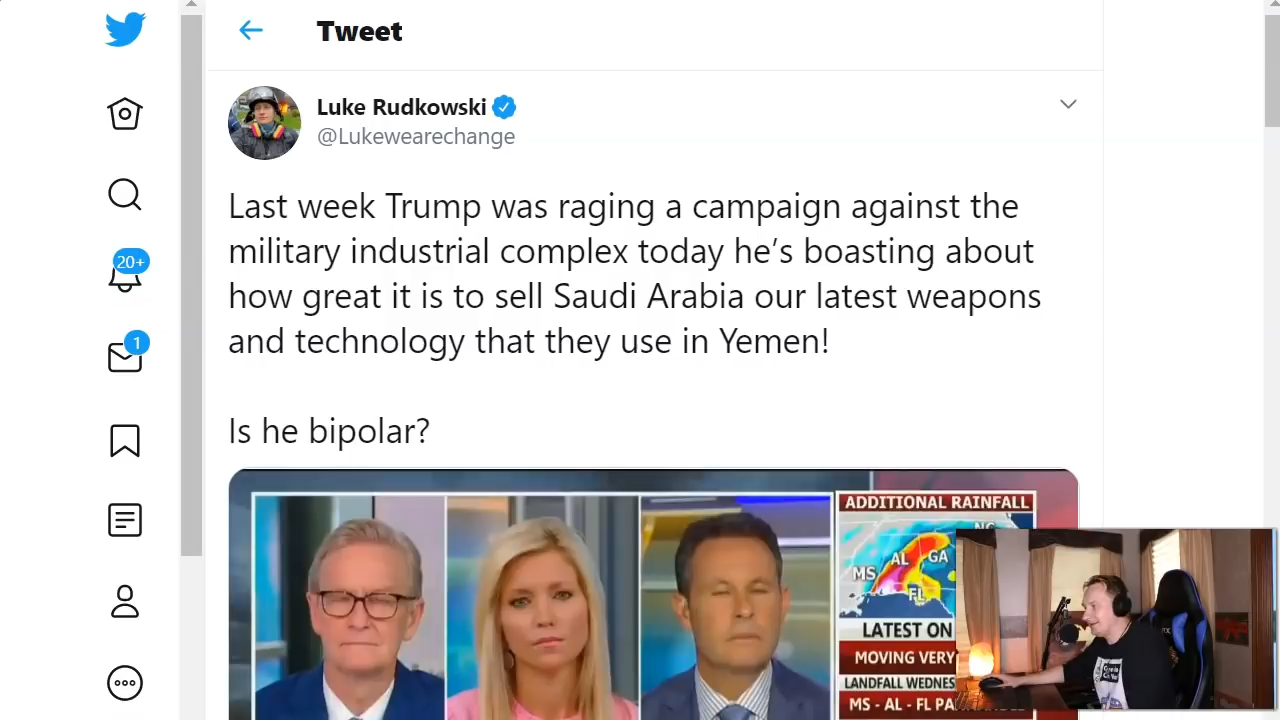 Tweet
Luke Rudkowski
@Lukewearechange
Last week Trump was raging a campaign against the
military industrial complex today he's boasting about
how great it is to sell Saudi Arabia our latest weapons
and technology that they use in Yemen!
Is he bipolar?
20+
1
ADDITIONAL RAINFALL
NC
MS AL GA
FL
LATEST ON
MOVING VERY
LANDFALL WEDNES
MS - AL - FL